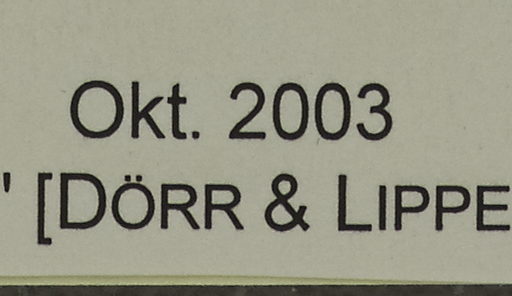 Okt. 2003
" [DÖRR & LIPPE